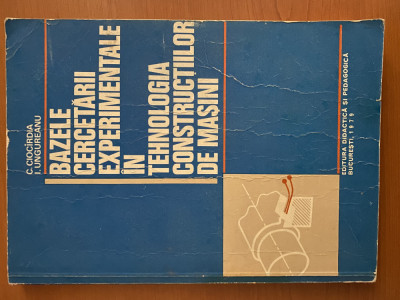 C. CIOCÎRDIA
I. UNGUREANU
BAZELE
CERCETĂRII
EXPERIMENTALE
ÎN
TEHNOLOGIA
CONSTRUCȚIILOR
DE MAȘINI
EDITURA DIDACTICĂ ȘI PEDAGOGICĂ
BUCUREȘTI, 1979